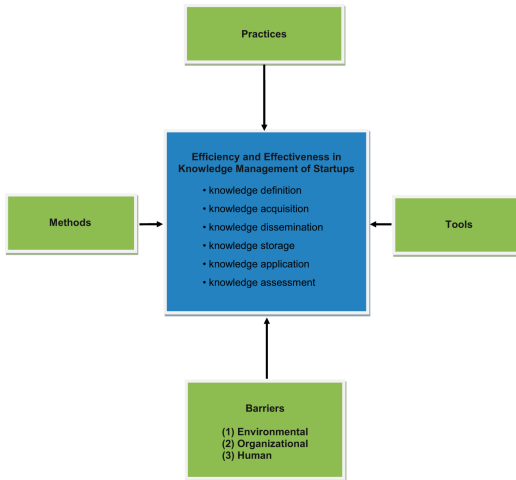 Practices
Efficiency and Effectiveness in
Knowledge Management of Startups
• knowledge definition
• knowledge acquisition
• knowledge dissemination
• knowledge storage
• knowledge application
• knowledge assessment
Methods
Tools
Barriers
(1) Environmental
(2) Organizational
(3) Human